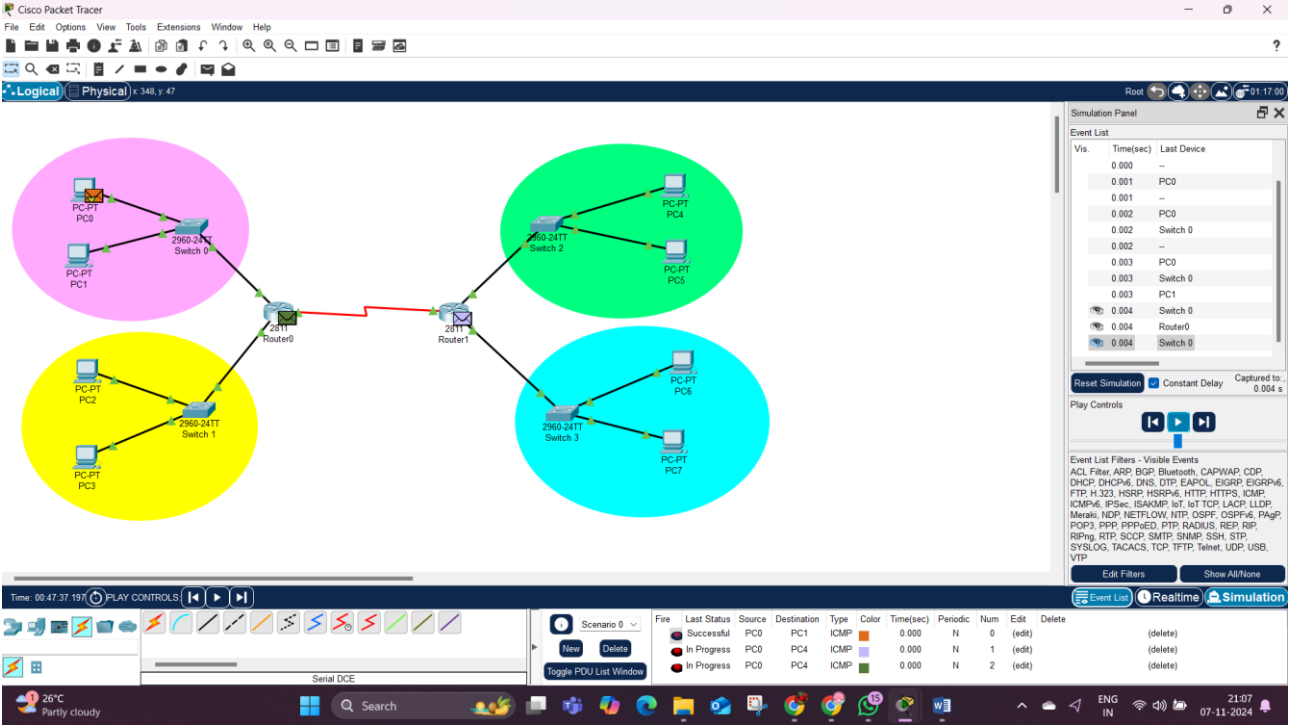 Cisco Packet Tracer
File Edit Options View Tools Extensions Window Help
?
Logical Physical x: 348, y: 47 Root 01:17:00
PC-PT
PC0
PC-PT
PC1
2960-24TT
Switch 0
PC-PT
PC2
PC-PT
PC3
2960-24TT
Switch 1
2811
Router0
2811
Router1
2960-24TT
Switch 2
PC-PT
PC4
PC-PT
PC5
2960-24TT
Switch 3
PC-PT
PC6
PC-PT
PC7
Simulation Panel
Event List
Vis. Time(sec) Last Device
0.000 --
0.001 PC0
0.001 --
0.002 PC0
0.002 Switch 0
0.002 --
0.003 PC0
0.003 Switch 0
0.003 PC1
0.004 Switch 0
0.004 Router0
0.004 Switch 0
Reset Simulation Constant Delay Captured to:
0.004 s
Play Controls
Event List Filters - Visible Events
ACL Filter, ARP, BGP, Bluetooth, CAPWAP, CDP,
DHCP, DHCPv6, DNS, DTP, EAPOL, EIGRP, EIGRPv6,
FTP, H.323, HSRP, HSRPv6, HTTP, HTTPS, ICMP,
ICMPv6, IPSec, ISAKMP, IoT, IoT TCP, LACP, LLDP,
Meraki, NDP, NETFLOW, NTP, OSPF, OSPFv6, PAgP,
POP3, PPP, PPPoED, PTP, RADIUS, REP, RIP,
RIPng, RTP, SCCP, SMTP, SNMP, SSH, STP,
SYSLOG, TACACS, TCP, TFTP, Telnet, UDP, USB,
VTP
Edit Filters Show All/None
Time: 00:47:37.197 PLAY CONTROLS: Event List Realtime Simulation
Scenario 0
New Delete
Toggle PDU List Window
Fire Last Status Source Destination Type Color Time(sec) Periodic Num Edit Delete
Successful PC0 PC1 ICMP 0.000 N 0 (edit) (delete)
In Progress PC0 PC4 ICMP 0.000 N 1 (edit) (delete)
In Progress PC0 PC4 ICMP 0.000 N 2 (edit) (delete)
Serial DCE
1
26°C
Partly cloudy
Search
15
ENG
IN
21:07
07-11-2024